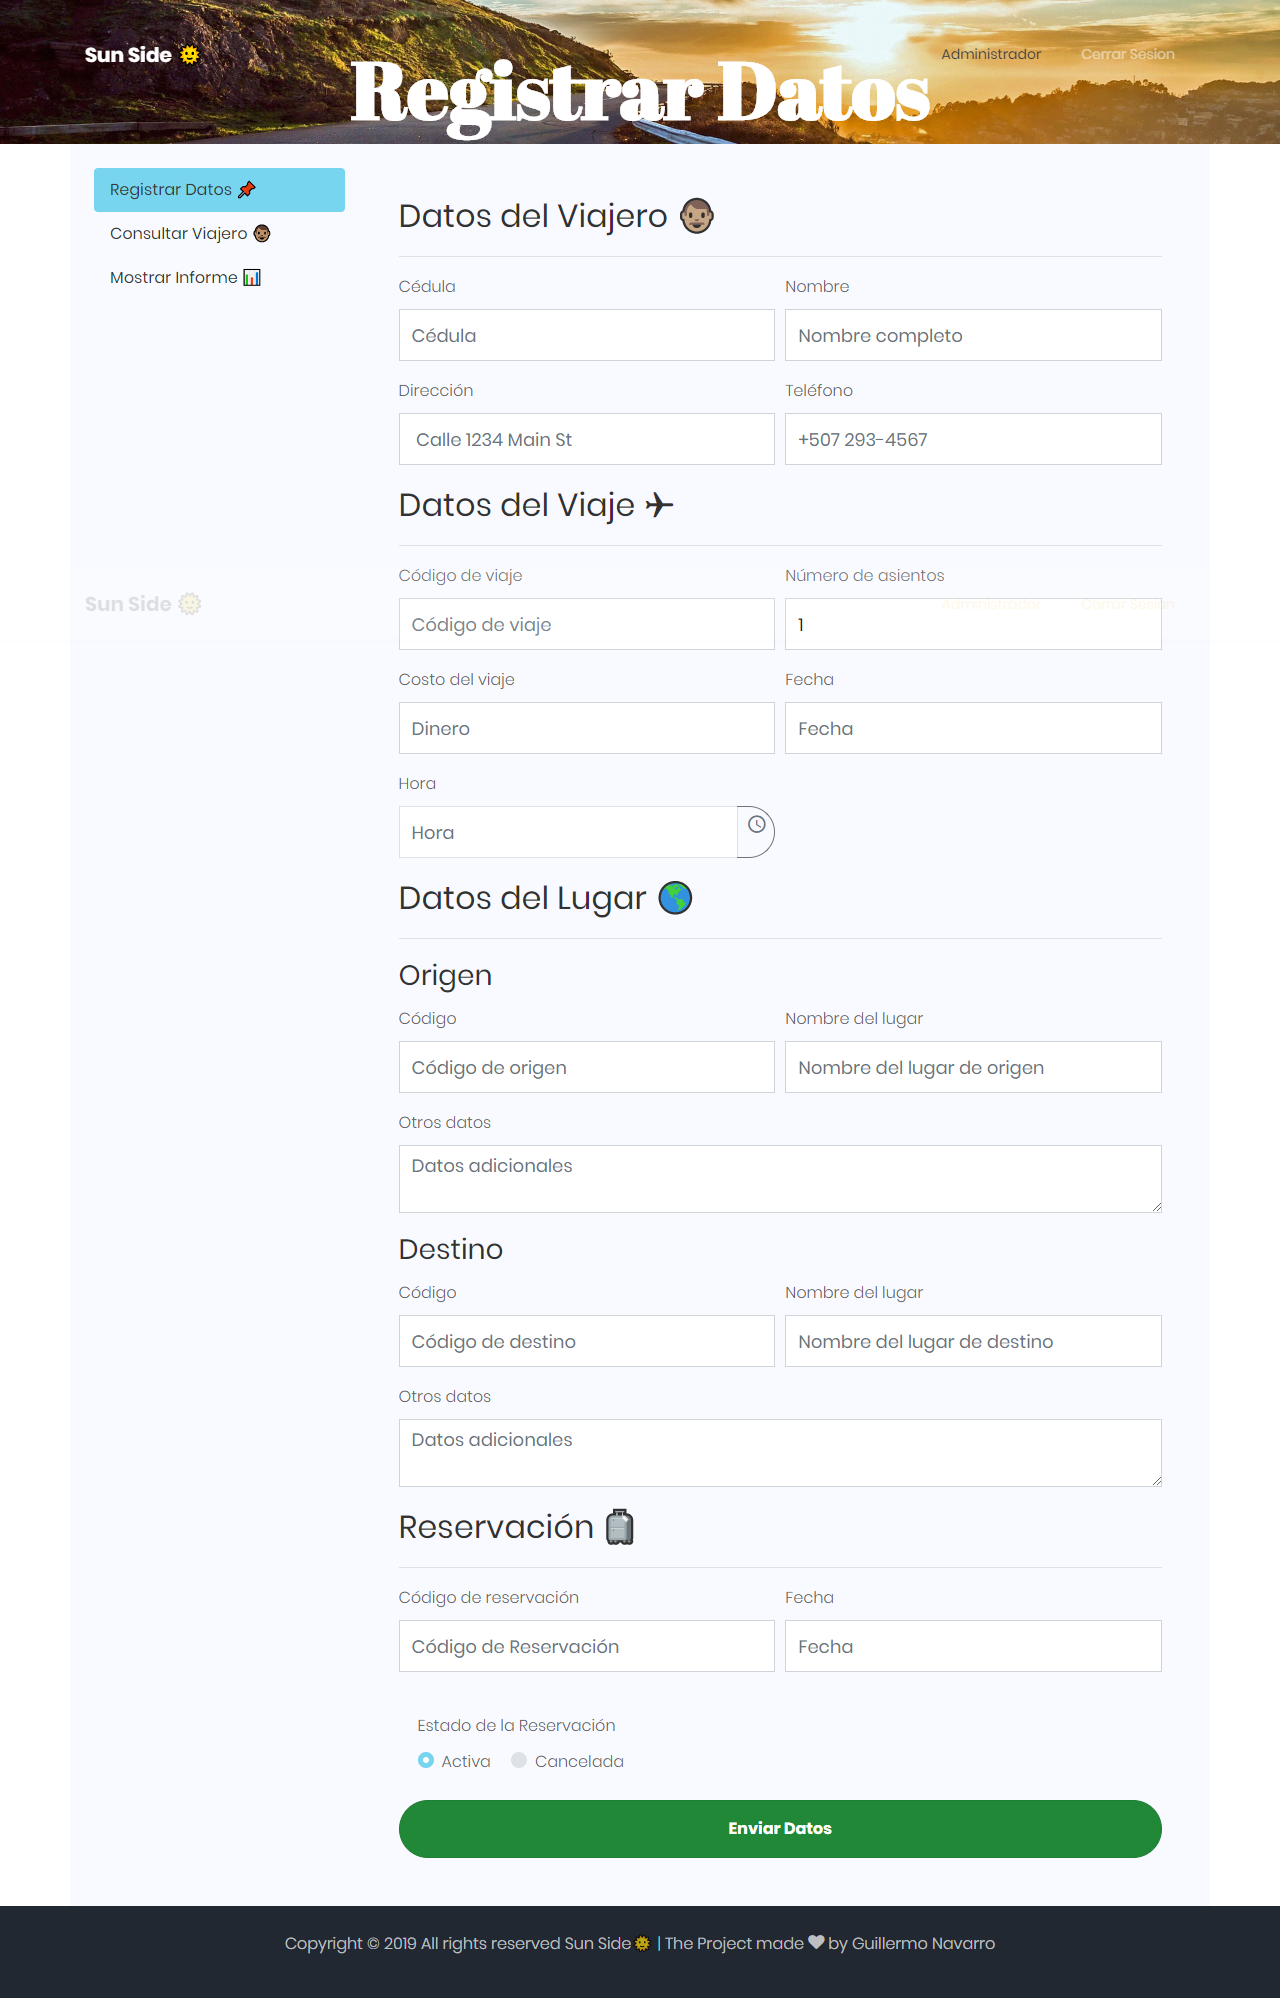 Sun Side 🌞
Administrador
Cerrar Sesion
Registrar Datos
Registrar Datos 📌
Consultar Viajero 👨🏽
Mostrar Informe 📊
Datos del Viajero 👨🏽
Cédula
Nombre
Cédula
Nombre completo
Dirección
Teléfono
Calle 1234 Main St
+507 293-4567
Datos del Viaje ✈
Código de viaje
Número de asientos
Sun Side 🌞
Administrador
Cerrar Sesion
Código de viaje
1
Costo del viaje
Fecha
Dinero
Fecha
Hora
Hora
Datos del Lugar 🌎
Origen
Código
Nombre del lugar
Código de origen
Nombre del lugar de origen
Otros datos
Datos adicionales
Destino
Código
Nombre del lugar
Código de destino
Nombre del lugar de destino
Otros datos
Datos adicionales
Reservación 🧳
Código de reservación
Fecha
Código de Reservación
Fecha
Estado de la Reservación
Activa
Cancelada
Enviar Datos
Copyright © 2019 All rights reserved Sun Side 🌞 | The Project made ❤ by Guillermo Navarro